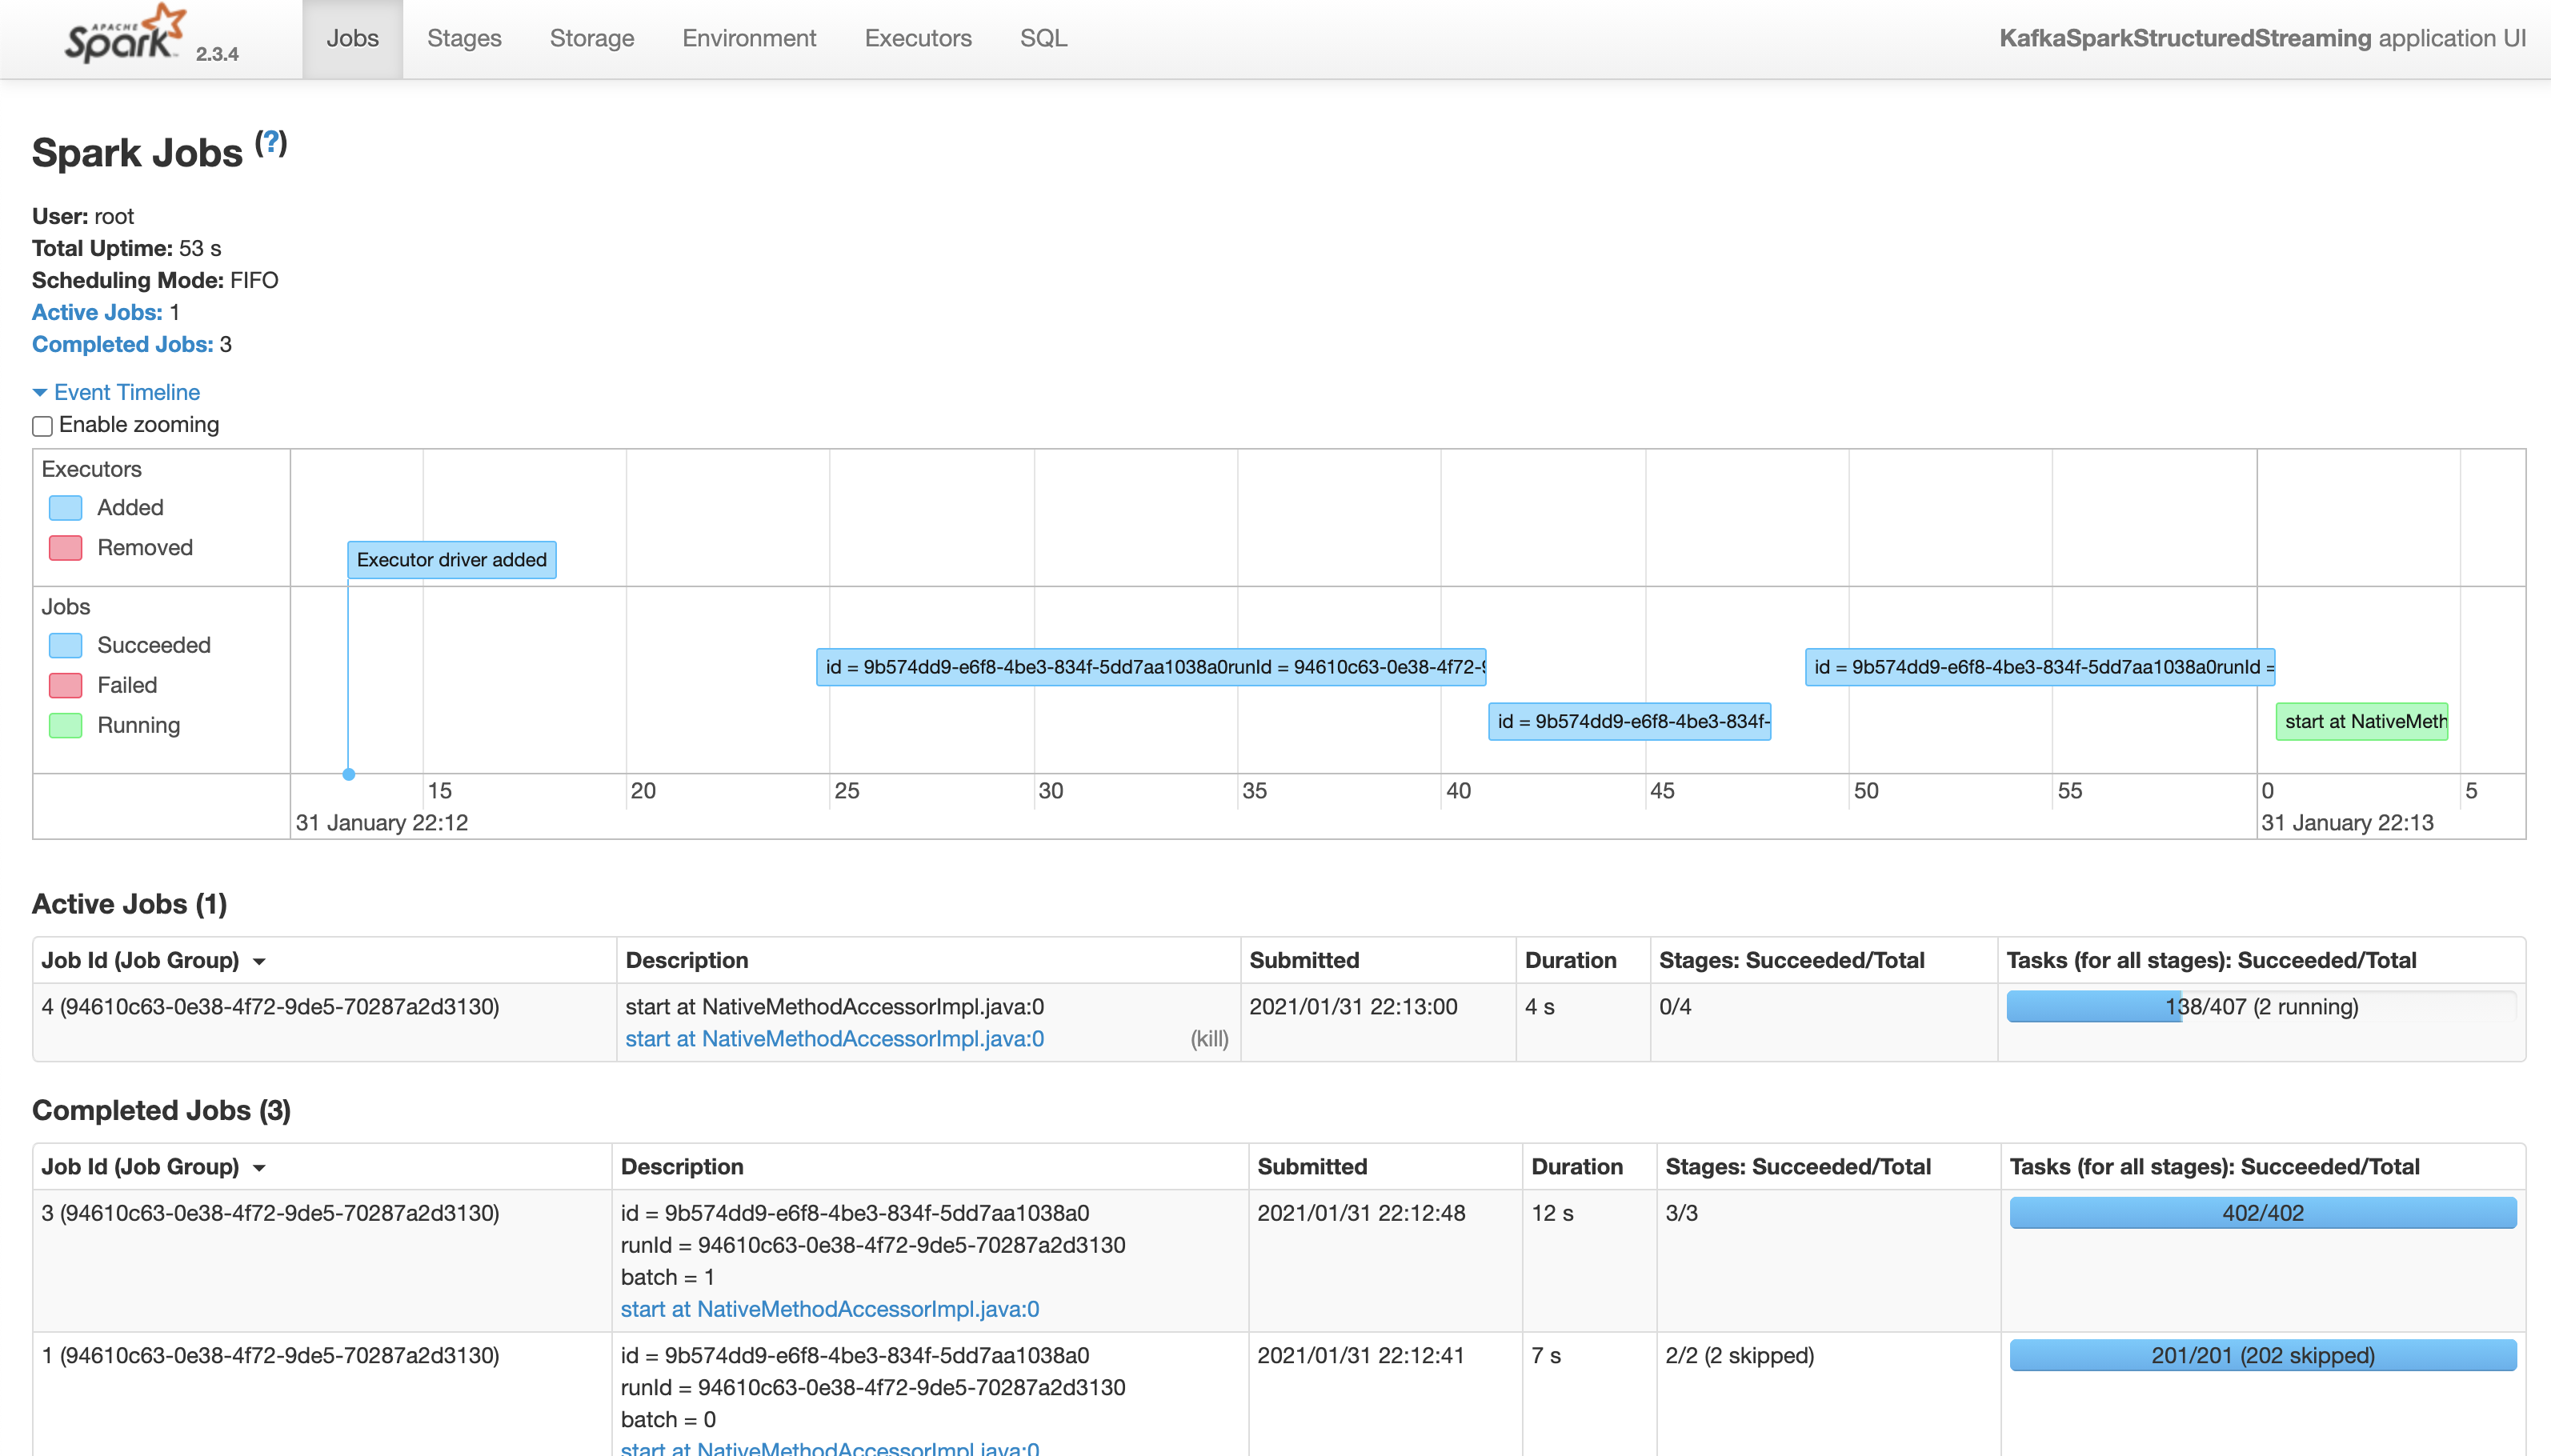 APACHE
Spark 2.3.4 Jobs Stages Storage Environment Executors SQL KafkaSparkStructuredStreaming application UI
Spark Jobs (?)
User: root
Total Uptime: 53 s
Scheduling Mode: FIFO
Active Jobs: 1
Completed Jobs: 3
Event Timeline
Enable zooming
Executors
Added
Removed
Executor driver added
Jobs
Succeeded
Failed
Running
id = 9b574dd9-e6f8-4be3-834f-5dd7aa1038a0runId = 94610c63-0e38-4f72-9
id = 9b574dd9-e6f8-4be3-834f-5dd7aa1038a0runId =
id = 9b574dd9-e6f8-4be3-834f-
start at NativeMeth
15 20 25 30 35 40 45 50 55 0 5
31 January 22:12 31 January 22:13
Active Jobs (1)
Job Id (Job Group) Description Submitted Duration Stages: Succeeded/Total Tasks (for all stages): Succeeded/Total
4 (94610c63-0e38-4f72-9de5-70287a2d3130) start at NativeMethodAccessorImpl.java:0 2021/01/31 22:13:00 4 s 0/4 138/407 (2 running)
start at NativeMethodAccessorImpl.java:0 (kill)
Completed Jobs (3)
Job Id (Job Group) Description Submitted Duration Stages: Succeeded/Total Tasks (for all stages): Succeeded/Total
3 (94610c63-0e38-4f72-9de5-70287a2d3130) id = 9b574dd9-e6f8-4be3-834f-5dd7aa1038a0 2021/01/31 22:12:48 12 s 3/3 402/402
runId = 94610c63-0e38-4f72-9de5-70287a2d3130
batch = 1
start at NativeMethodAccessorImpl.java:0
1 (94610c63-0e38-4f72-9de5-70287a2d3130) id = 9b574dd9-e6f8-4be3-834f-5dd7aa1038a0 2021/01/31 22:12:41 7 s 2/2 (2 skipped) 201/201 (202 skipped)
runId = 94610c63-0e38-4f72-9de5-70287a2d3130
batch = 0
start at NativeMethodAccessorImpl.java:0